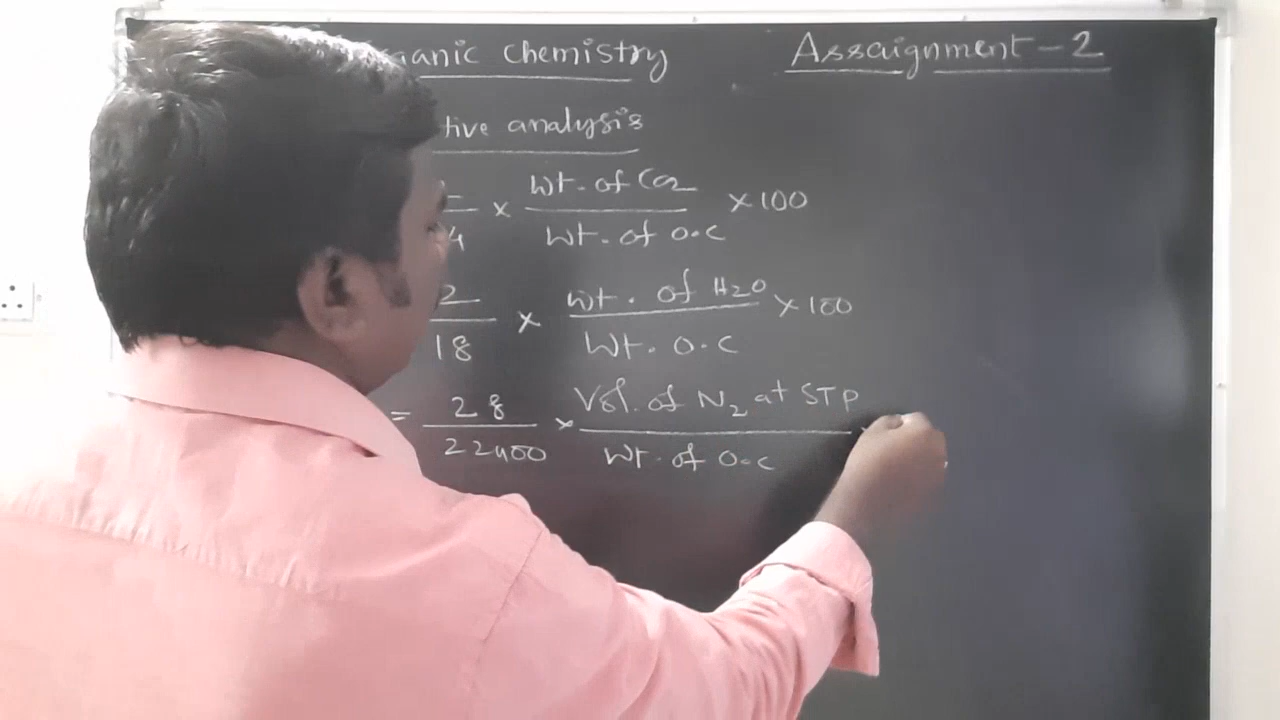 anic chemistry Assaignment-2
tive analysis
4 × Wt. of CO2 / Wt. of O.C × 100
2 / 18 × Wt. of H2O / Wt. O.C × 100
= 28 / 22400 × Vol. of N2 at STP / Wt. of O.C ×